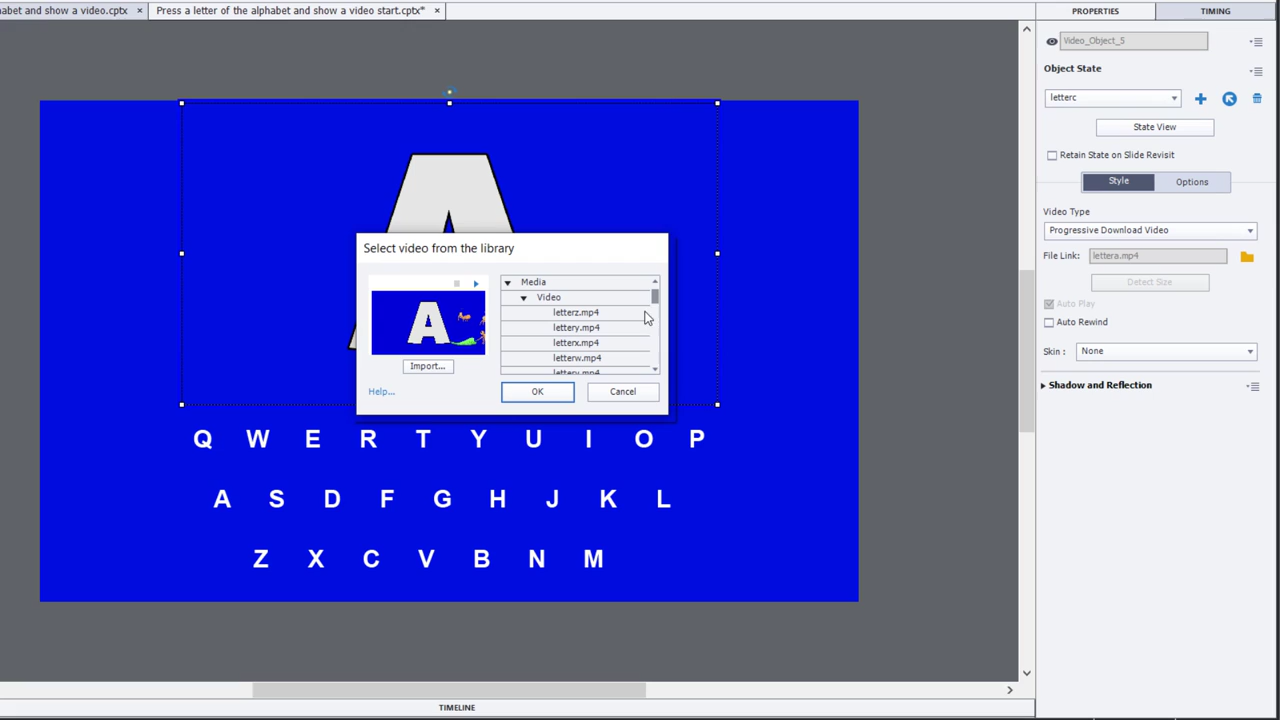 abet and show a video.cptx ×
Press a letter of the alphabet and show a video start.cptx* ×
PROPERTIES
TIMING
Video_Object_5
Object State
letterc
State View
Retain State on Slide Revisit
Style
Options
Video Type
Progressive Download Video
File Link:
lettera.mp4
Detect Size
Auto Play
Auto Rewind
Skin :
None
Shadow and Reflection
A
Select video from the library
A
Import...
Help...
Media
Video
letterz.mp4
lettery.mp4
letterx.mp4
letterw.mp4
letterv.mp4
OK
Cancel
Q W E R T Y U I O P
A S D F G H J K L
Z X C V B N M
TIMELINE